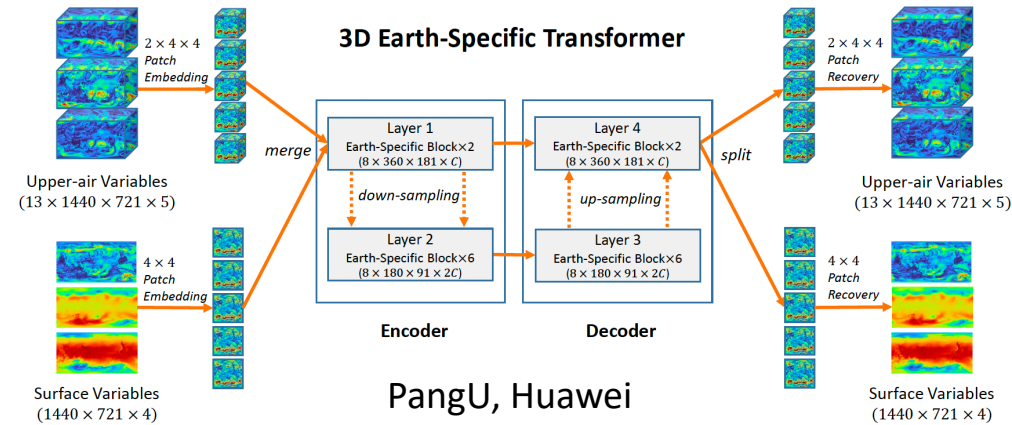 3D Earth-Specific Transformer
2 × 4 × 4
Patch
Embedding
Upper-air Variables
(13 × 1440 × 721 × 5)
4 × 4
Patch
Embedding
Surface Variables
(1440 × 721 × 4)
merge
Layer 1
Earth-Specific Block×2
(8 × 360 × 181 × C)
down-sampling
Layer 2
Earth-Specific Block×6
(8 × 180 × 91 × 2C)
Encoder
Layer 4
Earth-Specific Block×2
(8 × 360 × 181 × C)
up-sampling
Layer 3
Earth-Specific Block×6
(8 × 180 × 91 × 2C)
Decoder
split
2 × 4 × 4
Patch
Recovery
Upper-air Variables
(13 × 1440 × 721 × 5)
4 × 4
Patch
Recovery
Surface Variables
(1440 × 721 × 4)
PangU, Huawei